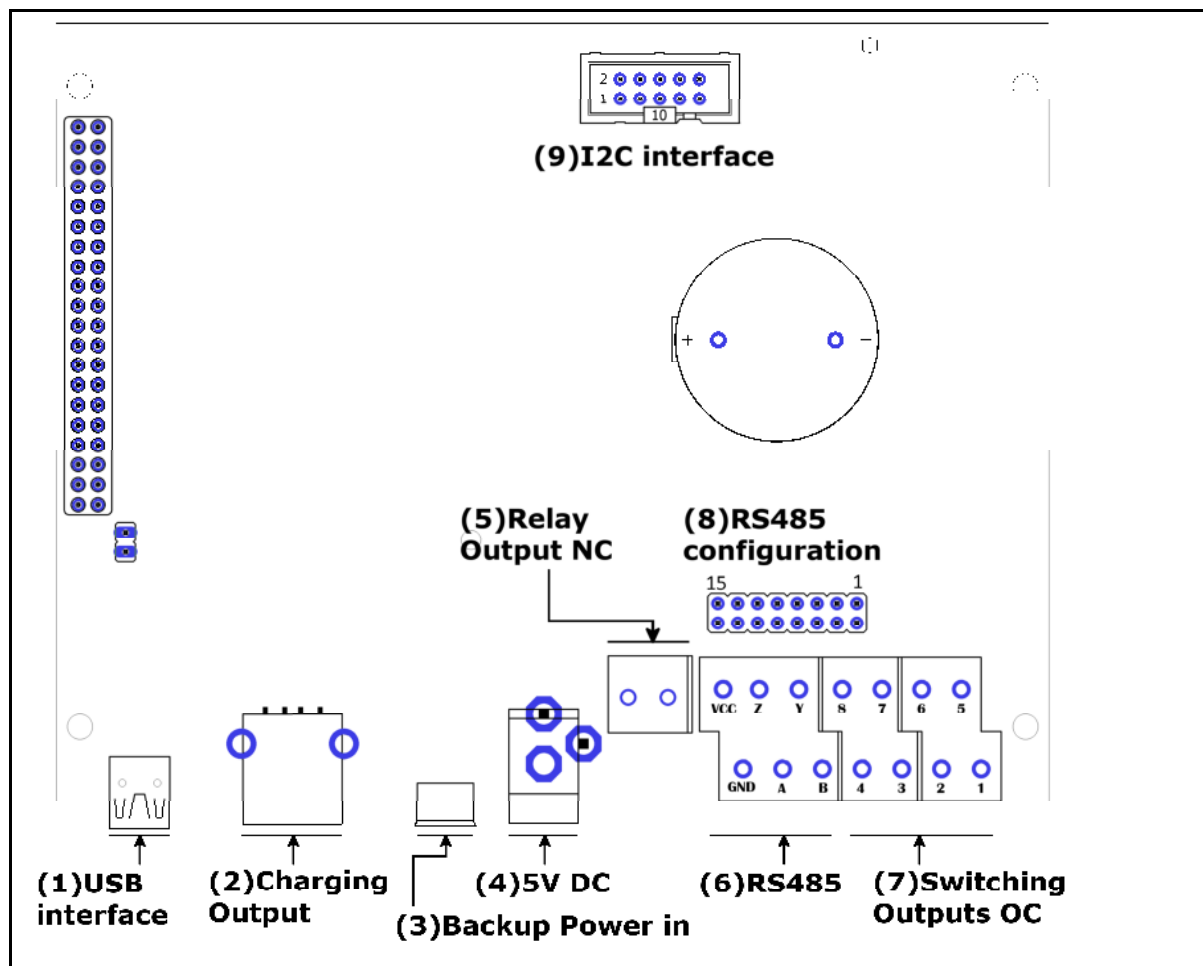 2
1
10
(9)I2C interface
+ −
(5)Relay
Output NC
(8)RS485
configuration
15 1
VCC Z Y 8 7 6 5
GND A B 4 3 2 1
(1)USB
interface
(2)Charging
Output
(3)Backup Power in
(4)5V DC
(6)RS485
(7)Switching
Outputs OC